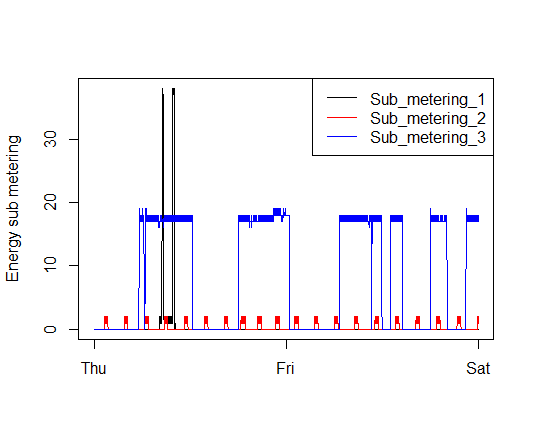 Sub_metering_1
Sub_metering_2
Sub_metering_3
Energy sub metering
30
20
10
0
Thu
Fri
Sat